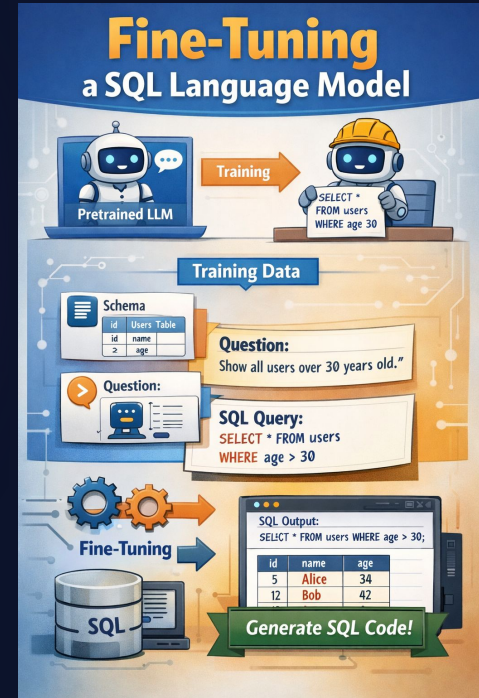 Fine-Tuning
a SQL Language Model
Pretrained LLM
Training
SELECT *
FROM users
WHERE age 30
Training Data
Schema
id Users Table
id name
2 age
Question:
Show all users over 30 years old.”
Question:
SQL Query:
SELECT * FROM users
WHERE age > 30
Fine-Tuning
SQL
SQL Output:
SELECT * FROM users WHERE age > 30;
id name age
5 Alice 34
12 Bob 42
Generate SQL Code!